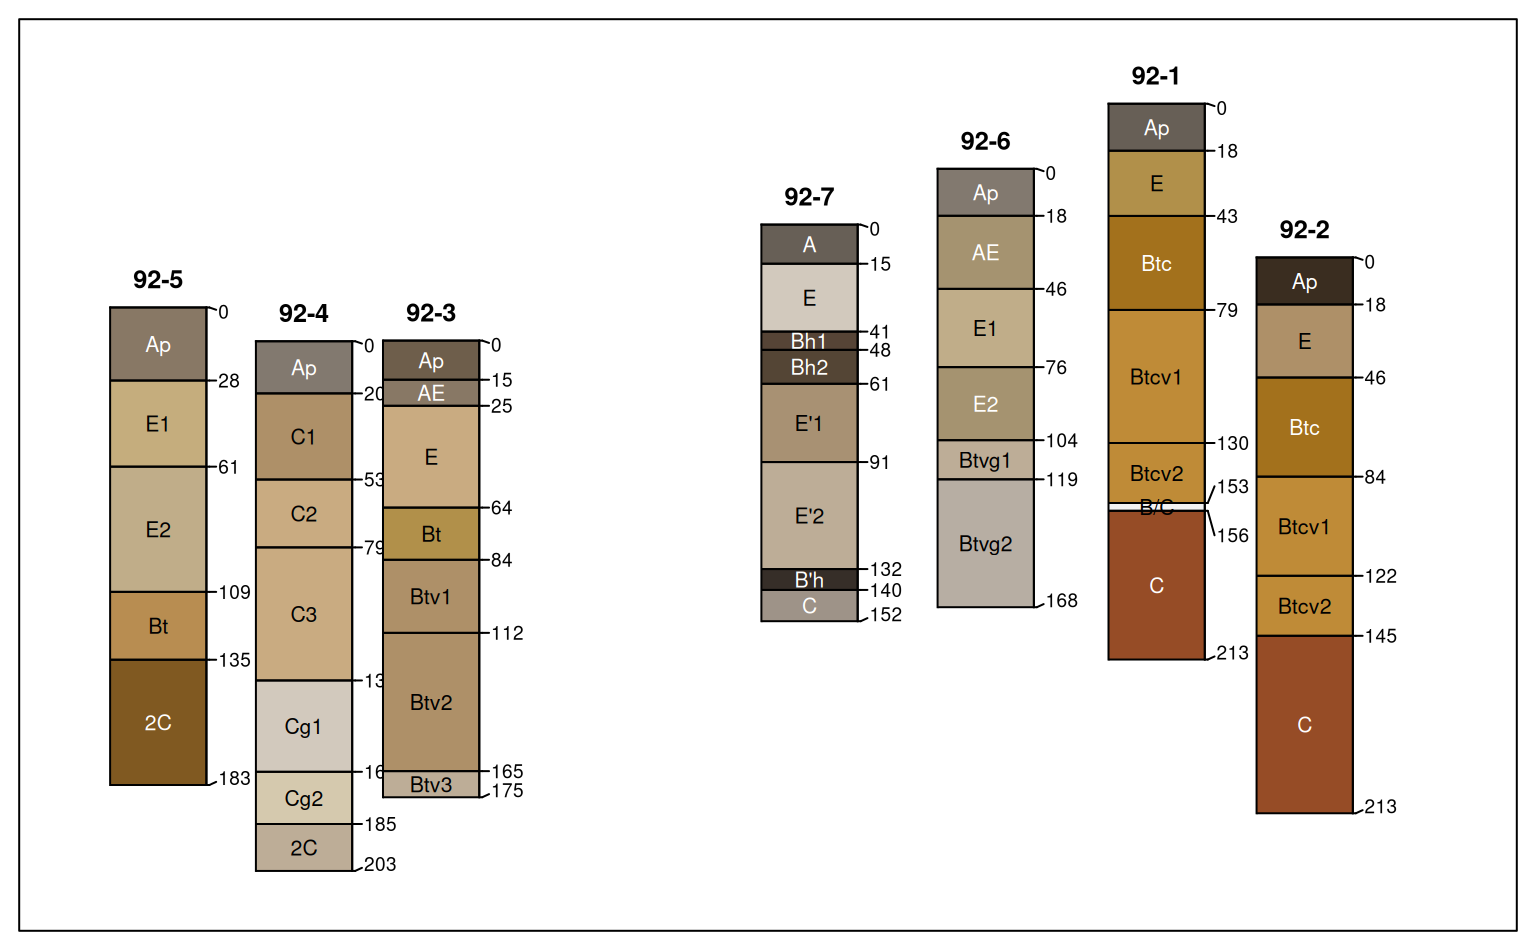 92-5
0
Ap
28
E1
61
E2
109
Bt
135
2C
183
92-4
0
Ap
20
C1
53
C2
79
C3
13
Cg1
16
Cg2
185
2C
203
92-3
0
Ap
15
AE
25
E
64
Bt
84
Btv1
112
Btv2
165
Btv3
175
92-7
0
A
15
E
41
Bh1
48
Bh2
61
E'1
91
E'2
132
B'h
140
C
152
92-6
0
Ap
18
AE
46
E1
76
E2
104
Btvg1
119
Btvg2
168
92-1
0
Ap
18
E
43
Btc
79
Btcv1
130
Btcv2
153
B/C
156
C
213
92-2
0
Ap
18
E
46
Btc
84
Btcv1
122
Btcv2
145
C
213